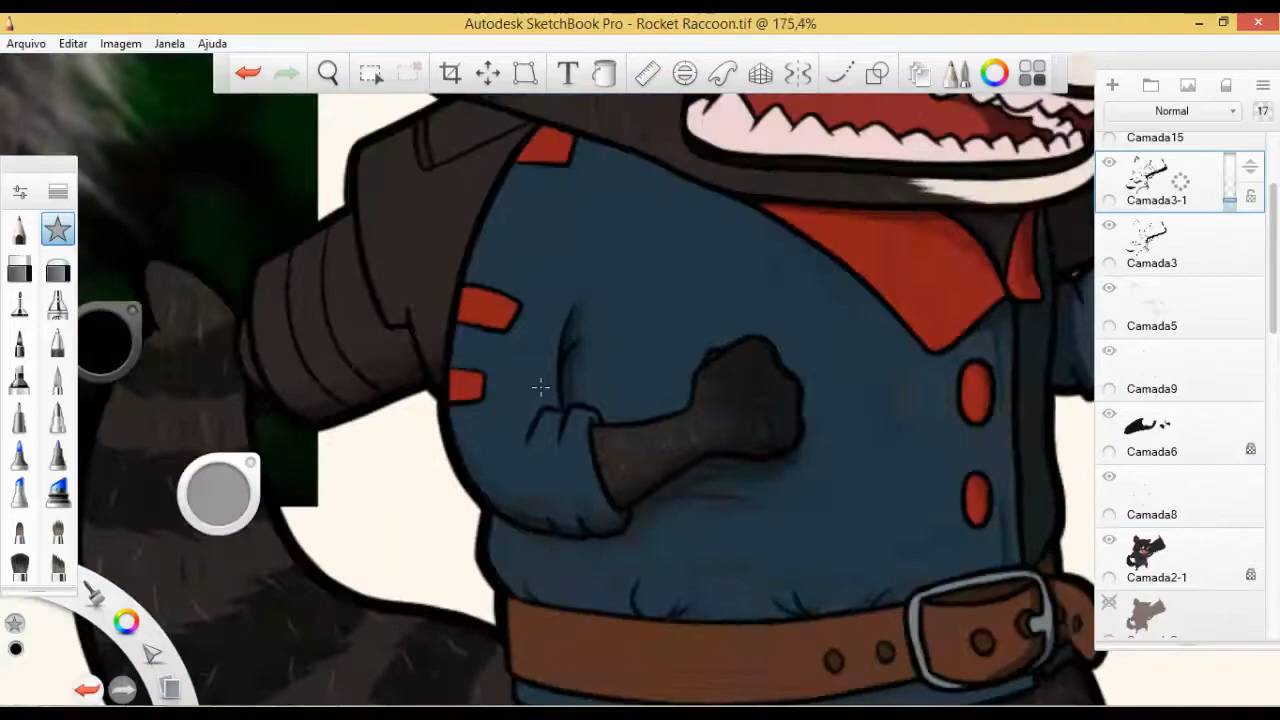 Autodesk SketchBook Pro - Rocket Raccoon.tif @ 175,4%
Arquivo Editar Imagem Janela Ajuda
Normal 17
Camada15
Camada3-1
Camada3
Camada5
Camada9
Camada6
Camada8
Camada2-1